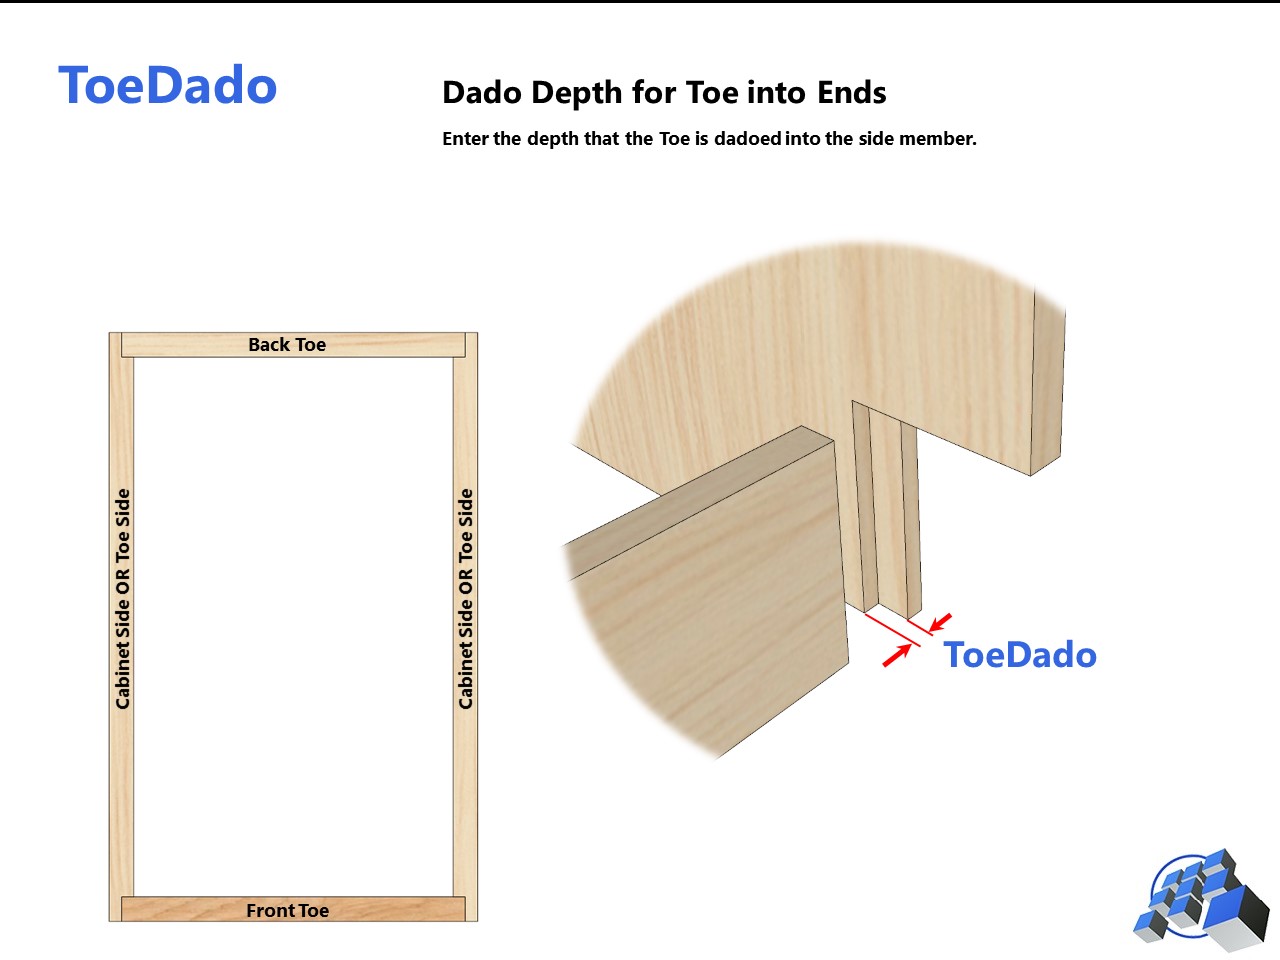 ToeDado
Dado Depth for Toe into Ends
Enter the depth that the Toe is dadoed into the side member.
Back Toe
Cabinet Side OR Toe Side
Cabinet Side OR Toe Side
ToeDado
Front Toe